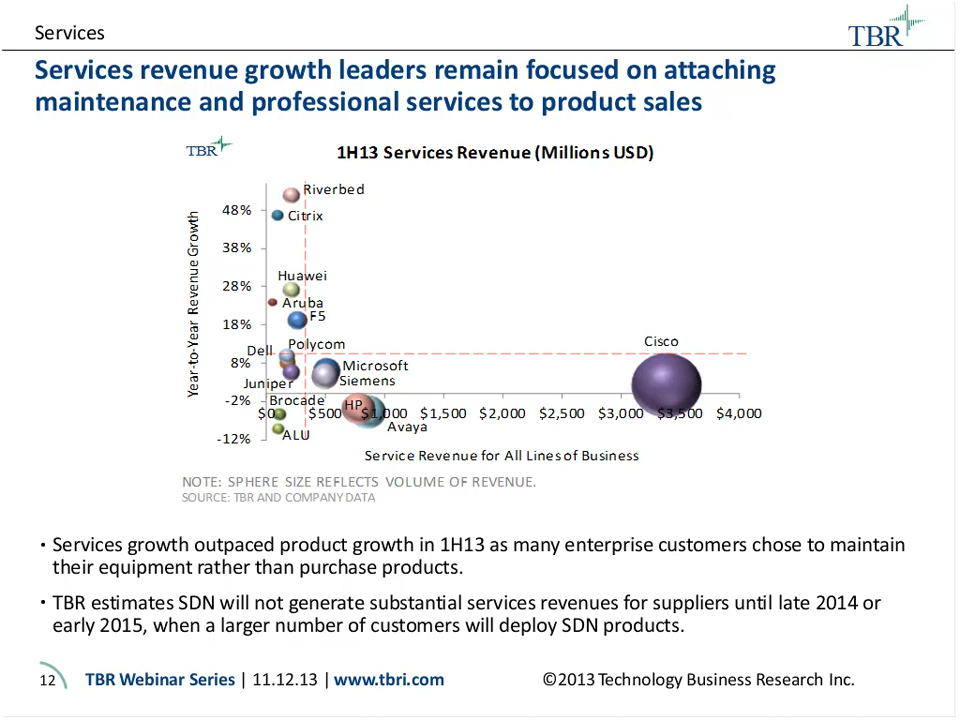 Services
TBR
Services revenue growth leaders remain focused on attaching
maintenance and professional services to product sales
TBR
1H13 Services Revenue (Millions USD)
Year-to-Year Revenue Growth
48%
38%
28%
18%
8%
-2%
-12%
Riverbed
Citrix
Huawei
Aruba
F5
Polycom
Dell
Cisco
Microsoft
Juniper
Siemens
Brocade
HP
Avaya
ALU
$0 $500 $1,000 $1,500 $2,000 $2,500 $3,000 $3,500 $4,000
Service Revenue for All Lines of Business
NOTE: SPHERE SIZE REFLECTS VOLUME OF REVENUE.
SOURCE: TBR AND COMPANY DATA
• Services growth outpaced product growth in 1H13 as many enterprise customers chose to maintain
their equipment rather than purchase products.
• TBR estimates SDN will not generate substantial services revenues for suppliers until late 2014 or
early 2015, when a larger number of customers will deploy SDN products.
12 TBR Webinar Series | 11.12.13 | www.tbri.com ©2013 Technology Business Research Inc.